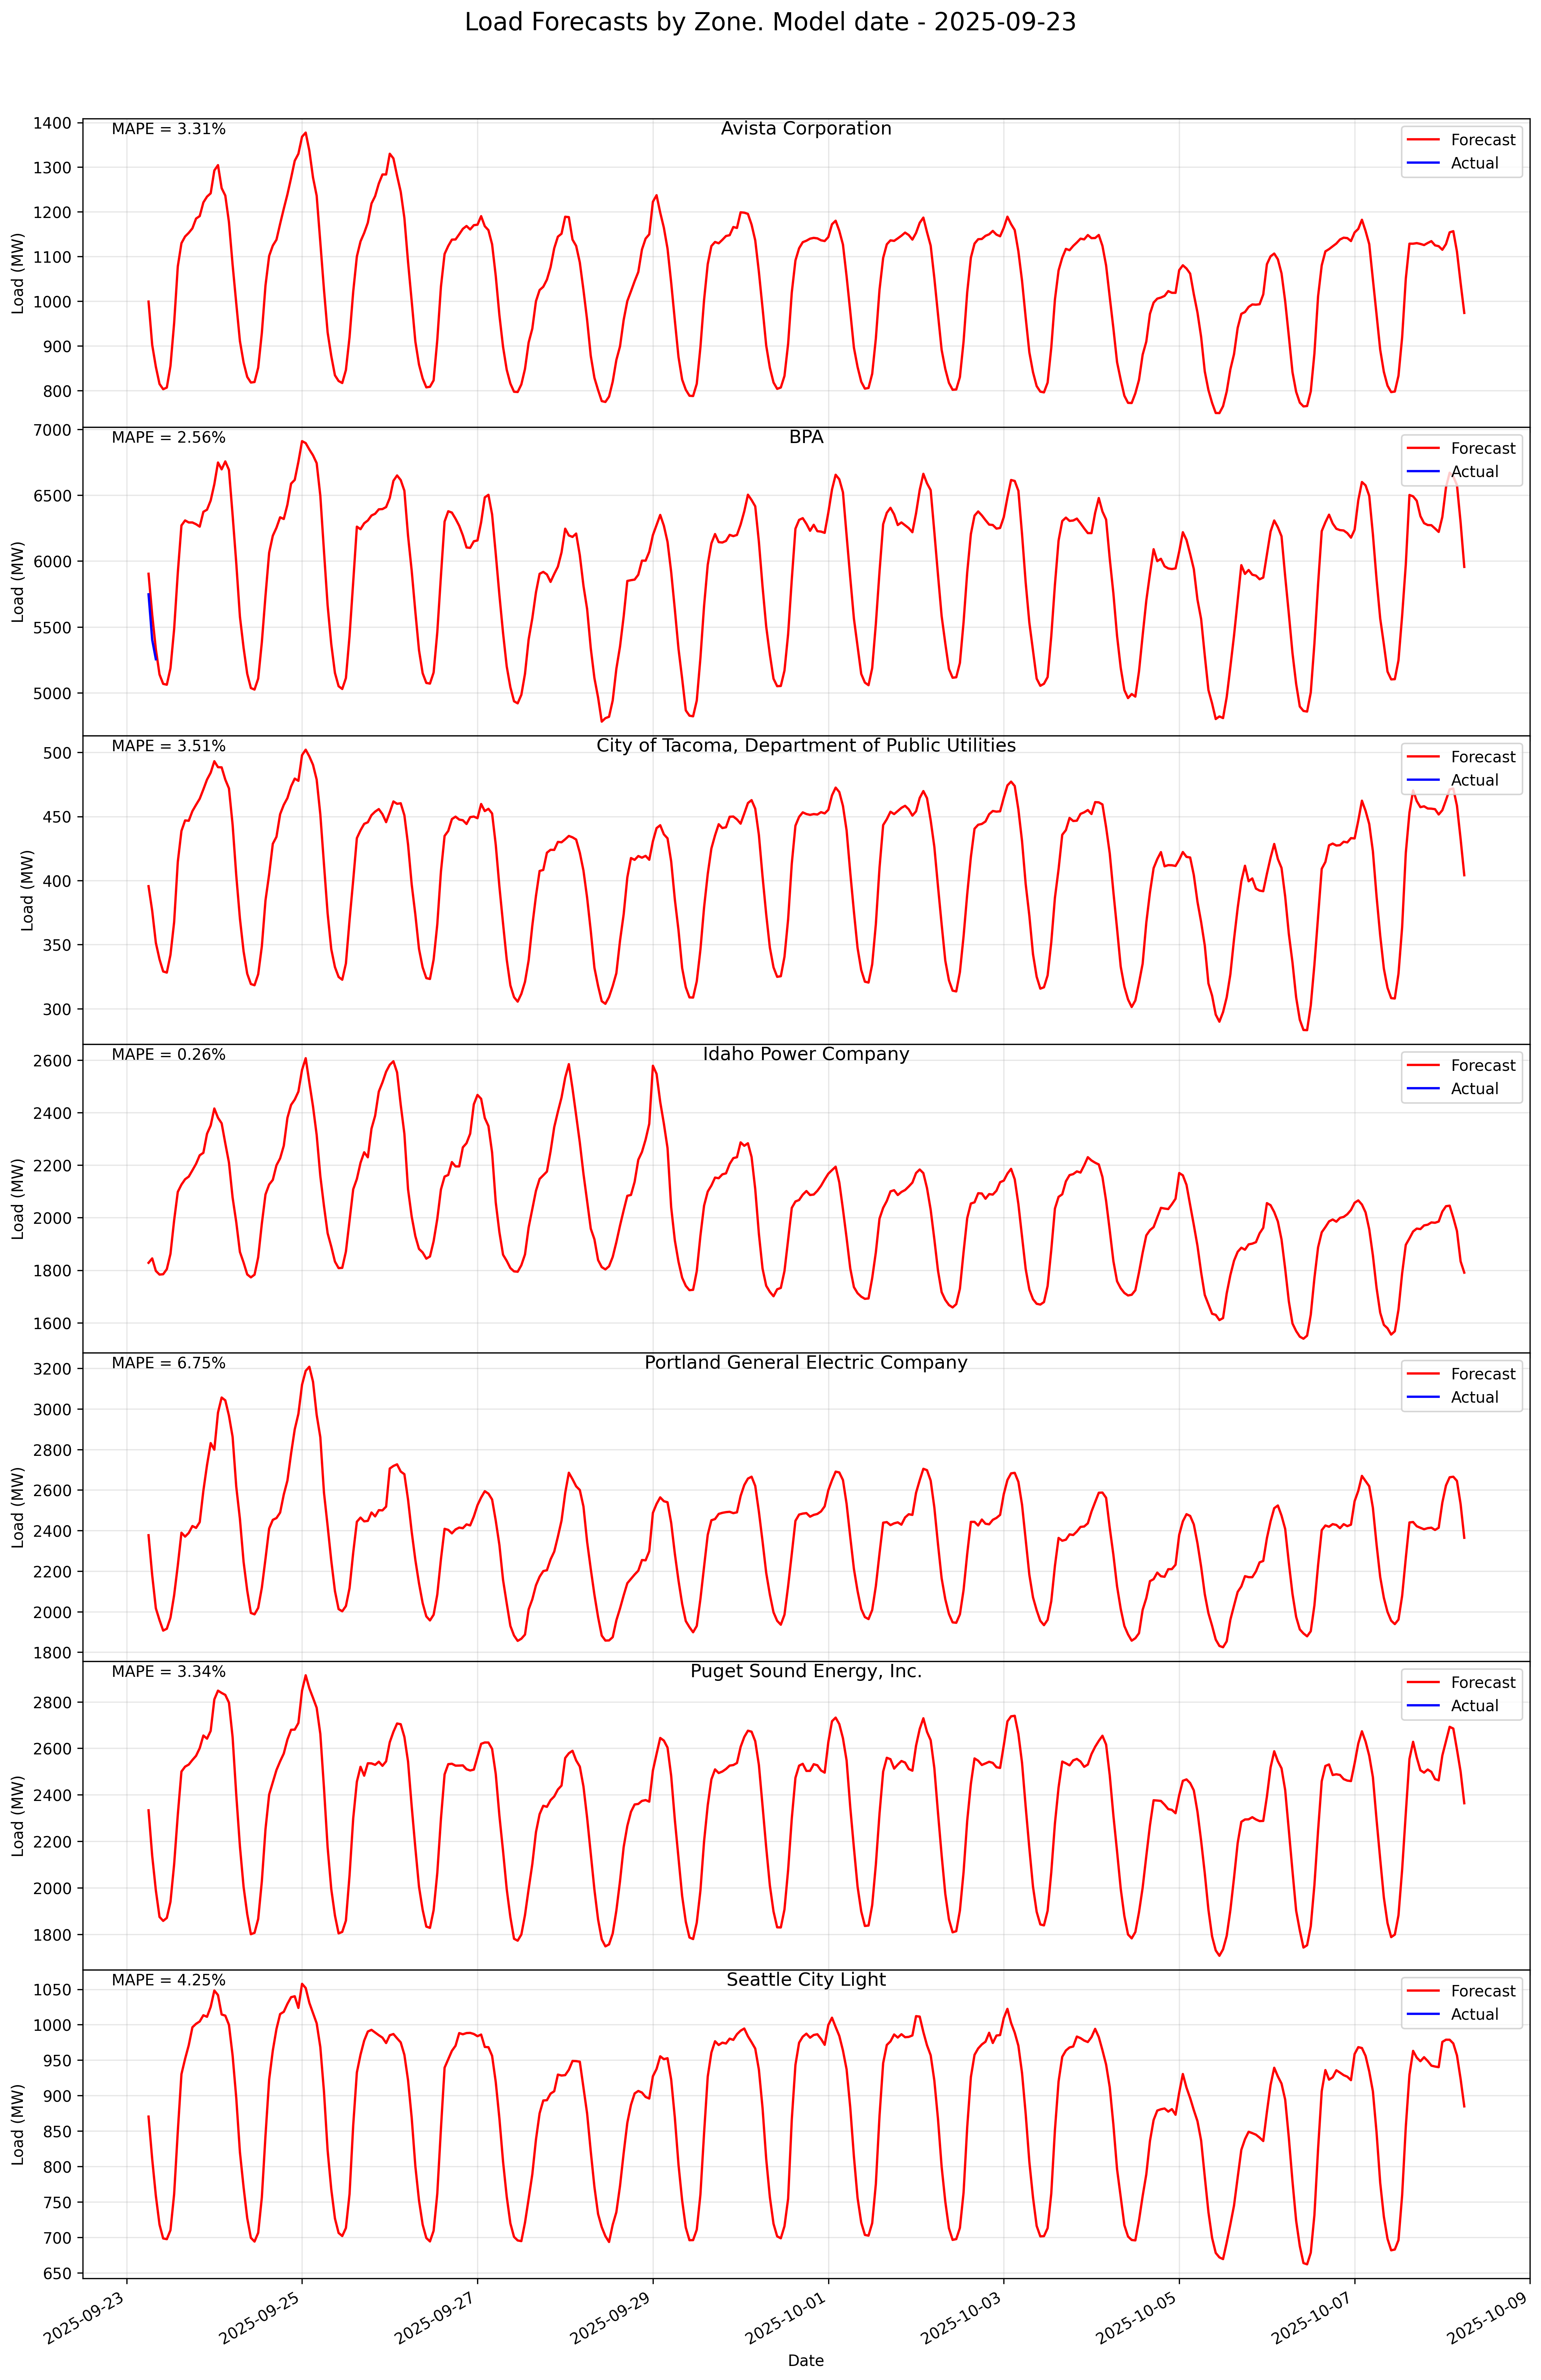 Load Forecasts by Zone. Model date - 2025-09-23
MAPE = 3.31%
Avista Corporation
Forecast
Actual
Load (MW)
1400
1300
1200
1100
1000
900
800
MAPE = 2.56%
BPA
Forecast
Actual
Load (MW)
7000
6500
6000
5500
5000
MAPE = 3.51%
City of Tacoma, Department of Public Utilities
Forecast
Actual
Load (MW)
500
450
400
350
300
MAPE = 0.26%
Idaho Power Company
Forecast
Actual
Load (MW)
2600
2400
2200
2000
1800
1600
MAPE = 6.75%
Portland General Electric Company
Forecast
Actual
Load (MW)
3200
3000
2800
2600
2400
2200
2000
1800
MAPE = 3.34%
Puget Sound Energy, Inc.
Forecast
Actual
Load (MW)
2800
2600
2400
2200
2000
1800
MAPE = 4.25%
Seattle City Light
Forecast
Actual
Load (MW)
1050
1000
950
900
850
800
750
700
650
2025-09-23
2025-09-25
2025-09-27
2025-09-29
2025-10-01
2025-10-03
2025-10-05
2025-10-07
2025-10-09
Date